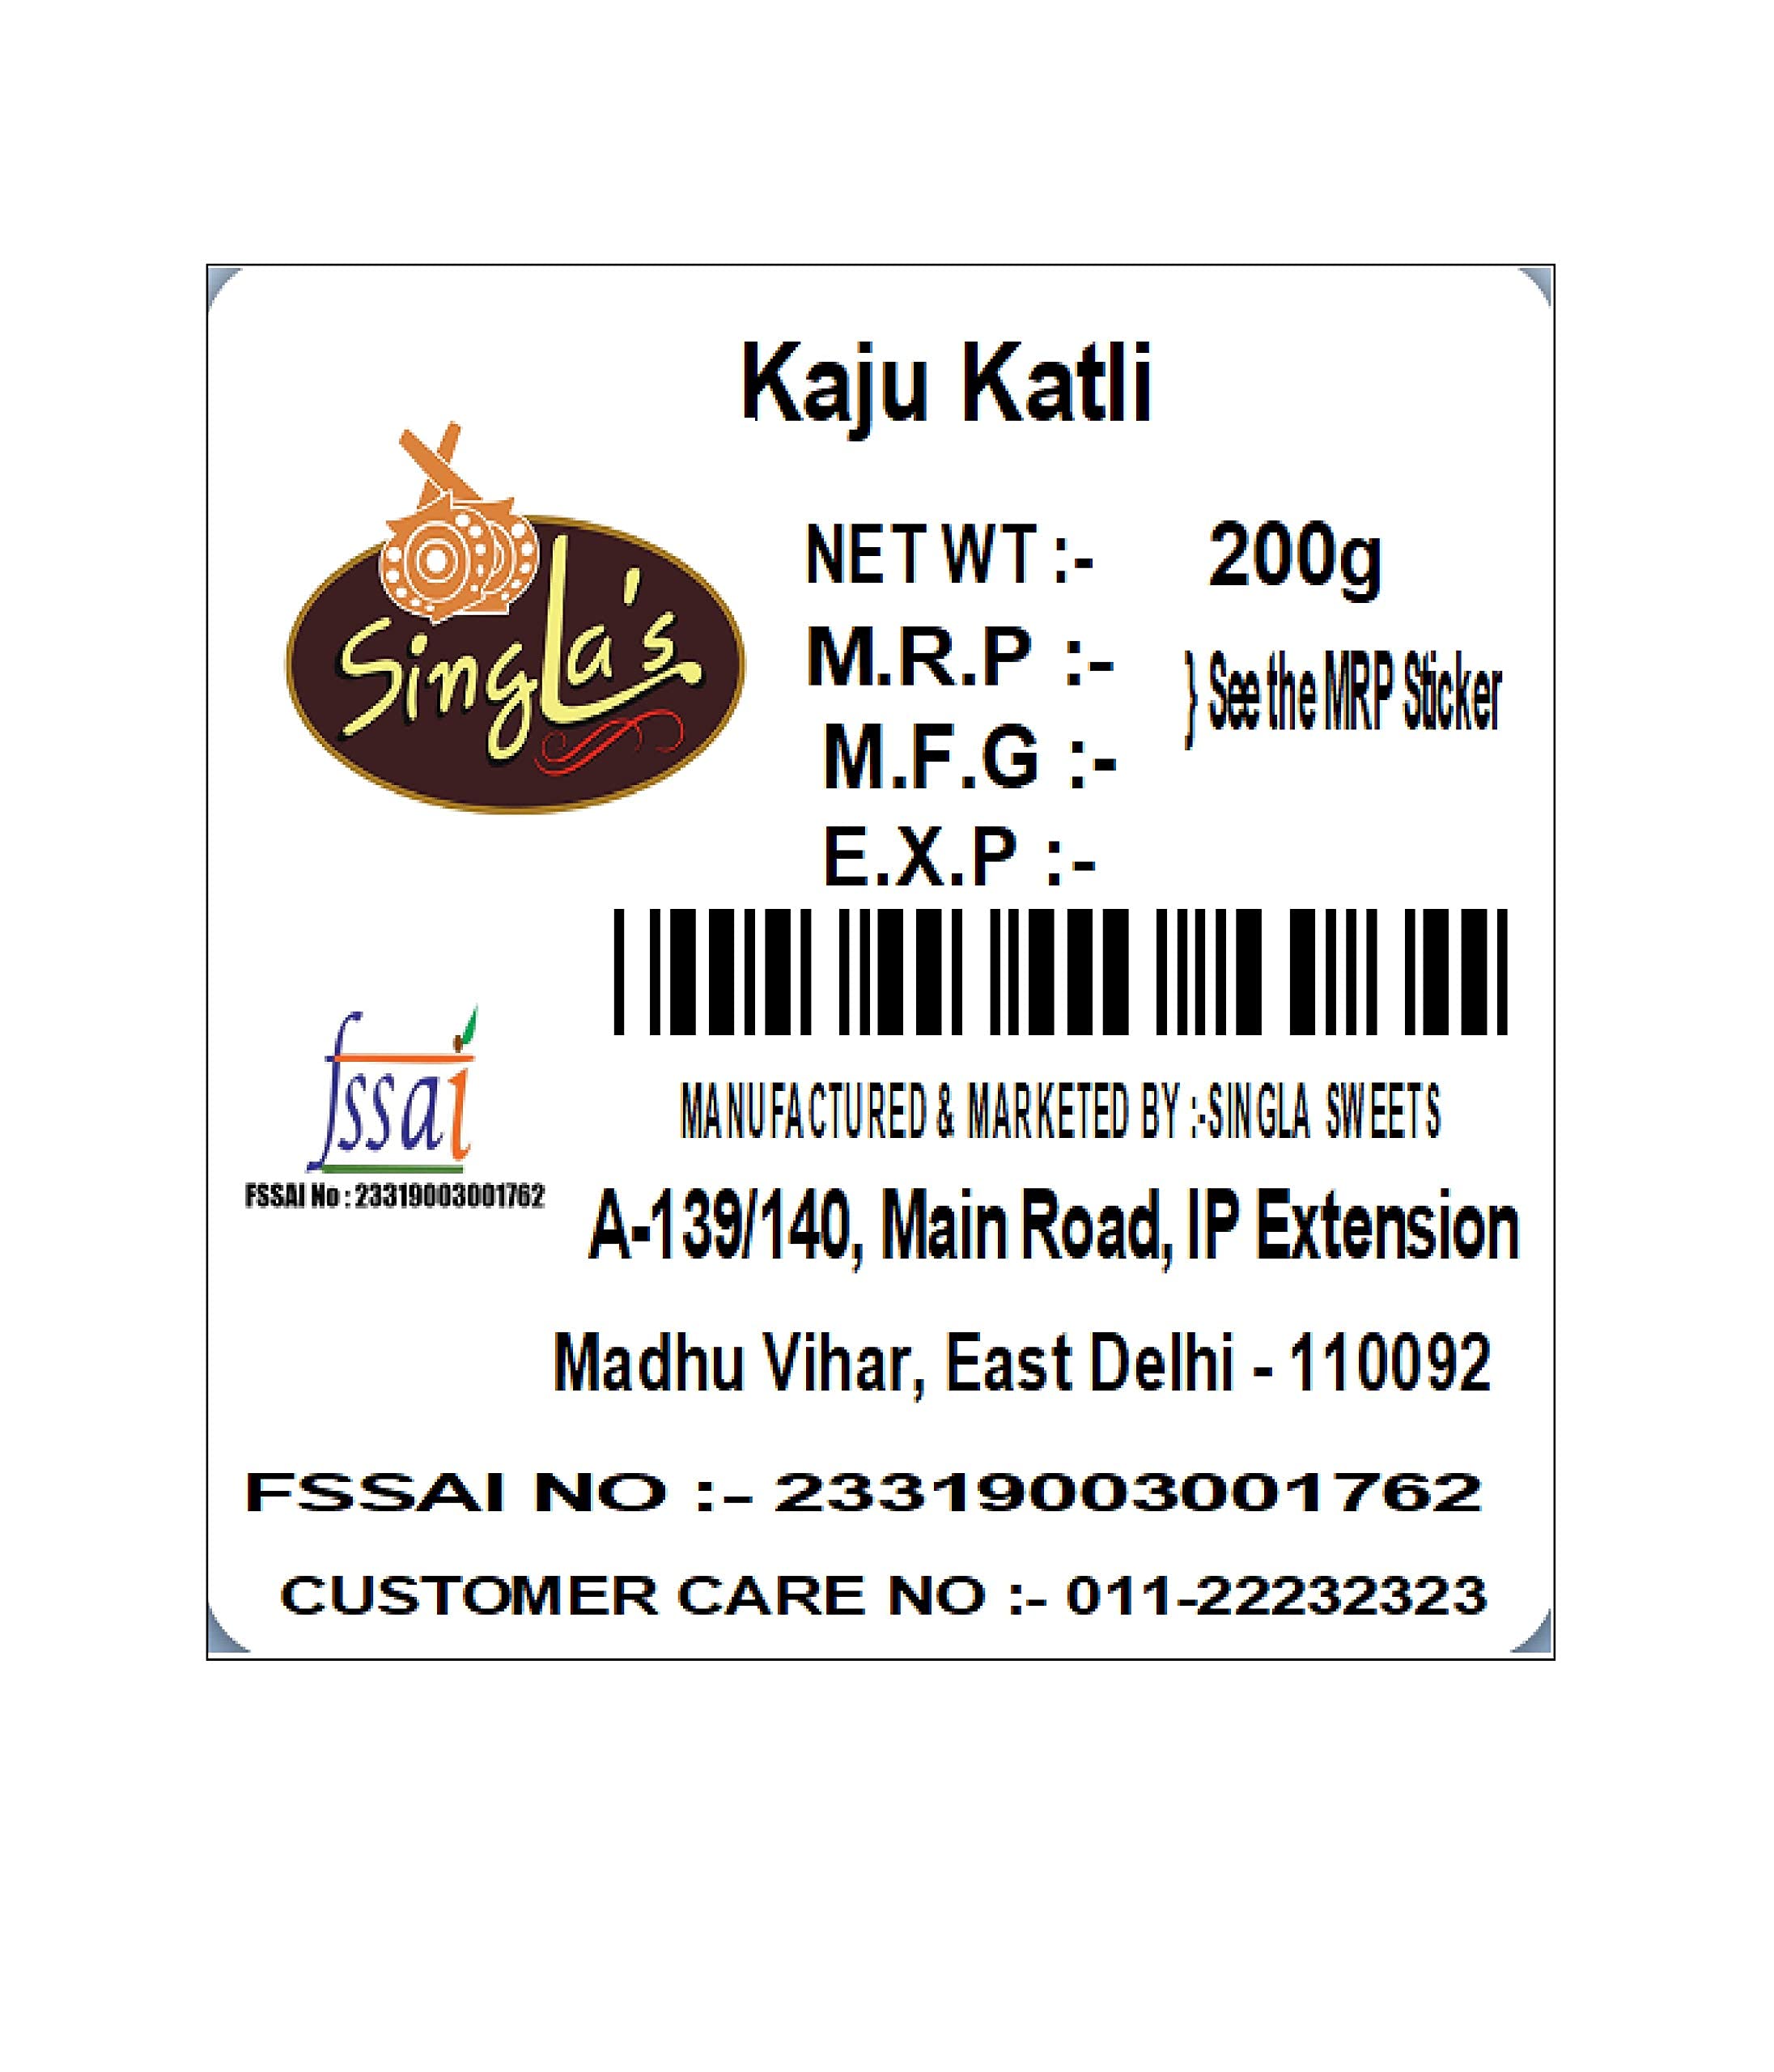 Kaju Katli
Singla's
NET WT :- 200g
M.R.P :-
} See the MRP Sticker
M.F.G :-
E.X.P :-
fssai
FSSAI No : 23319003001762
MANUFACTURED & MARKETED BY :-SINGLA SWEETS
A-139/140, Main Road, IP Extension
Madhu Vihar, East Delhi - 110092
FSSAI NO :- 23319003001762
CUSTOMER CARE NO :- 011-22232323